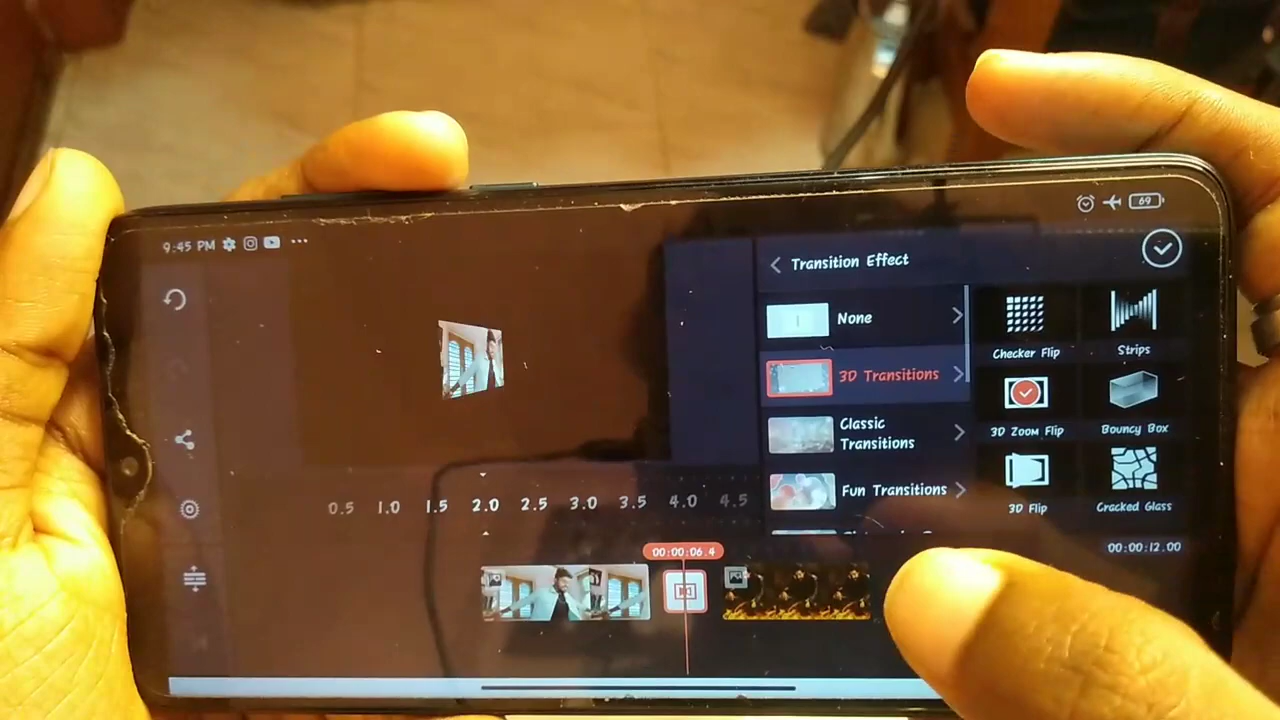 9:45 PM
69
Transition Effect
None
3D Transitions
Classic
Transitions
Fun Transitions
Checker Flip
Strips
3D Zoom Flip
Bouncy Box
3D Flip
Cracked Glass
0.5 1.0 1.5 2.0 2.5 3.0 3.5 4.0 4.5
00:00:06.4
00:00:12.00